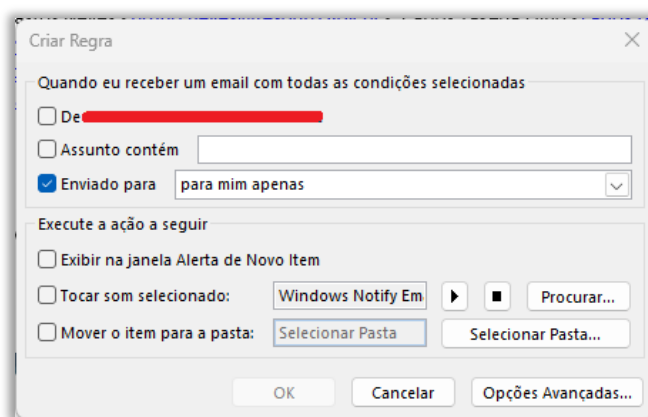 Criar Regra
Quando eu receber um email com todas as condições selecionadas
De
Assunto contém
Enviado para para mim apenas
Execute a ação a seguir
Exibir na janela Alerta de Novo Item
Tocar som selecionado: Windows Notify Em Procurar...
Mover o item para a pasta: Selecionar Pasta Selecionar Pasta...
OK Cancelar Opções Avançadas...